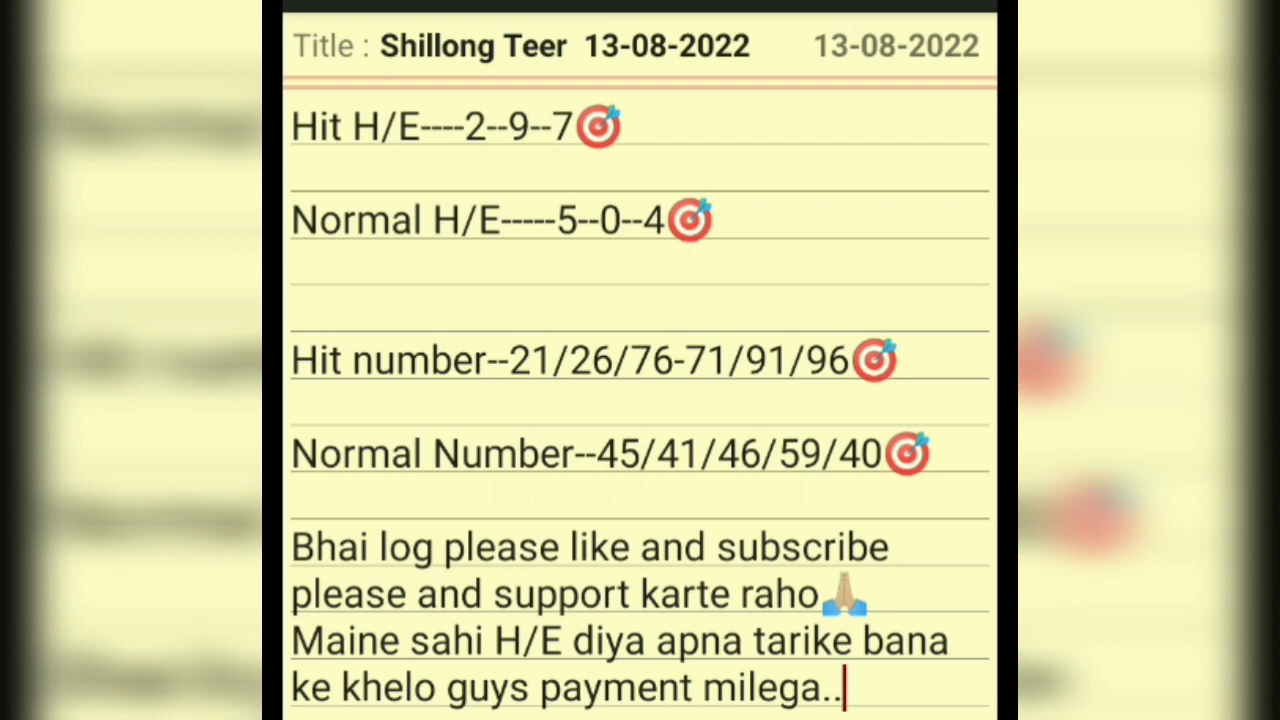 Title : Shillong Teer 13-08-2022 13-08-2022
Hit H/E----2--9--7🎯
Normal H/E-----5--0--4🎯
Hit number--21/26/76-71/91/96🎯
Normal Number--45/41/46/59/40🎯
Bhai log please like and subscribe
please and support karte raho🙏🏼
Maine sahi H/E diya apna tarike bana
ke khelo guys payment milega..